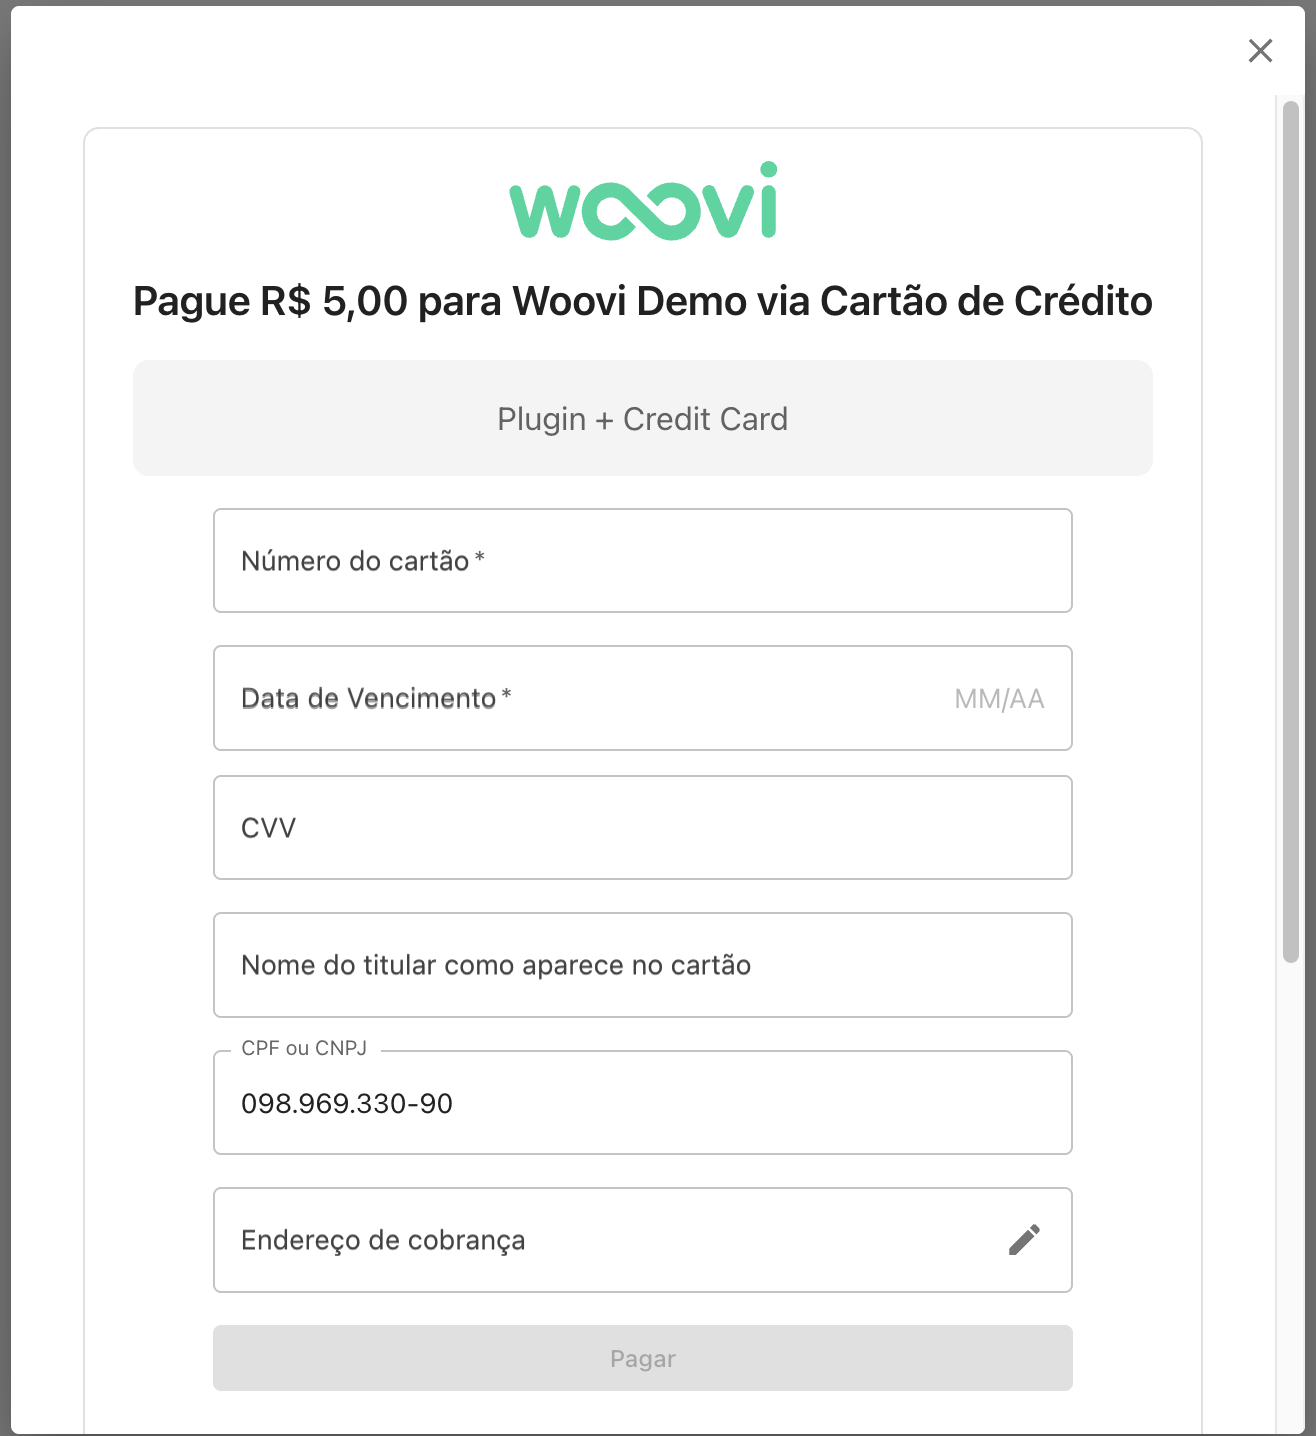 woovi
Pague R$ 5,00 para Woovi Demo via Cartão de Crédito
Plugin + Credit Card
Número do cartão *
Data de Vencimento * MM/AA
CVV
Nome do titular como aparece no cartão
CPF ou CNPJ
098.969.330-90
Endereço de cobrança
Pagar